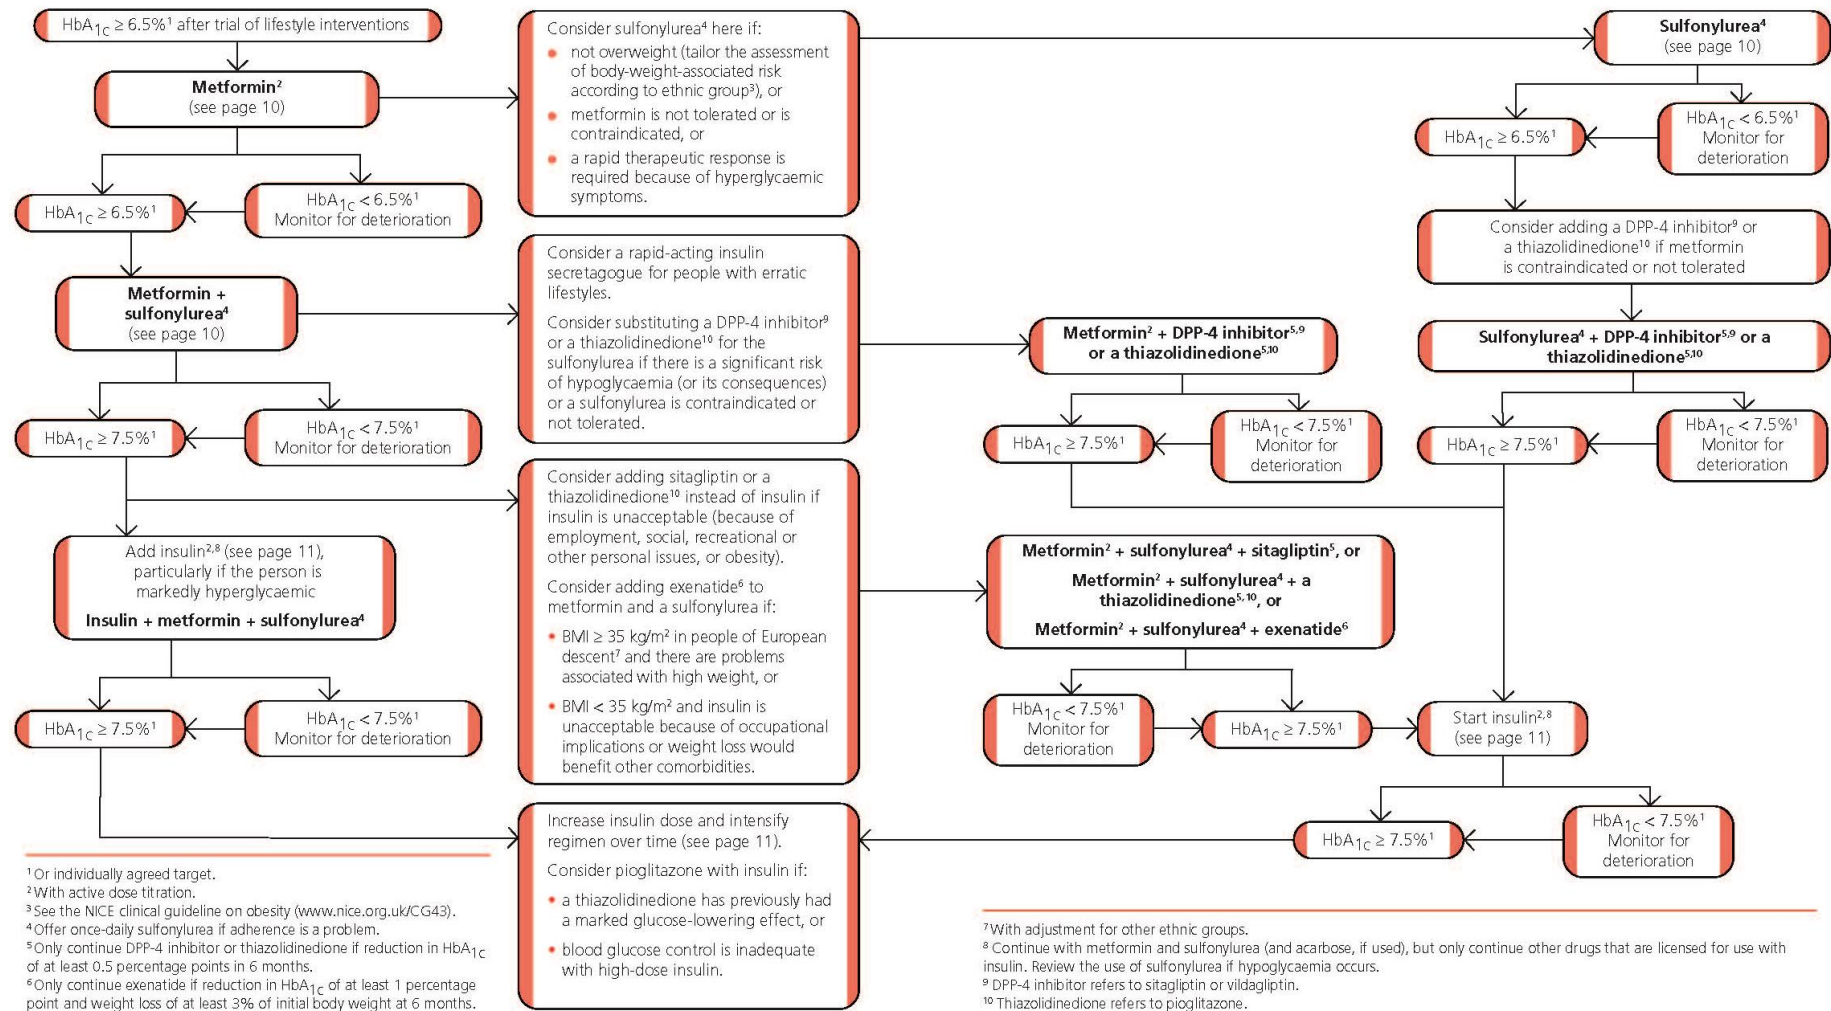 HbA1c ≥ 6.5%¹ after trial of lifestyle interventions
Metformin²
(see page 10)
HbA1c ≥ 6.5%¹
HbA1c < 6.5%¹
Monitor for deterioration
Metformin +
sulfonylurea⁴
(see page 10)
HbA1c ≥ 7.5%¹
HbA1c < 7.5%¹
Monitor for deterioration
Add insulin²,⁸ (see page 11),
particularly if the person is
markedly hyperglycaemic
Insulin + metformin + sulfonylurea⁴
HbA1c ≥ 7.5%¹
HbA1c < 7.5%¹
Monitor for deterioration
Consider sulfonylurea⁴ here if:
• not overweight (tailor the assessment
of body-weight-associated risk
according to ethnic group³), or
• metformin is not tolerated or is
contraindicated, or
• a rapid therapeutic response is
required because of hyperglycaemic
symptoms.
Consider a rapid-acting insulin
secretagogue for people with erratic
lifestyles.
Consider substituting a DPP-4 inhibitor⁹
or a thiazolidinedione¹⁰ for the
sulfonylurea if there is a significant risk
of hypoglycaemia (or its consequences)
or a sulfonylurea is contraindicated or
not tolerated.
Consider adding sitagliptin or a
thiazolidinedione¹⁰ instead of insulin if
insulin is unacceptable (because of
employment, social, recreational or
other personal issues, or obesity).
Consider adding exenatide⁶ to
metformin and a sulfonylurea if:
• BMI ≥ 35 kg/m² in people of European
descent⁷ and there are problems
associated with high weight, or
• BMI < 35 kg/m² and insulin is
unacceptable because of occupational
implications or weight loss would
benefit other comorbidities.
Increase insulin dose and intensify
regimen over time (see page 11).
Consider pioglitazone with insulin if:
• a thiazolidinedione has previously had
a marked glucose-lowering effect, or
• blood glucose control is inadequate
with high-dose insulin.
Metformin² + DPP-4 inhibitor⁵,⁹
or a thiazolidinedione⁵,¹⁰
HbA1c ≥ 7.5%¹
HbA1c < 7.5%¹
Monitor for
deterioration
Metformin² + sulfonylurea⁴ + sitagliptin⁵, or
Metformin² + sulfonylurea⁴ + a
thiazolidinedione⁵,¹⁰, or
Metformin² + sulfonylurea⁴ + exenatide⁶
HbA1c < 7.5%¹
Monitor for
deterioration
HbA1c ≥ 7.5%¹
Sulfonylurea⁴
(see page 10)
HbA1c ≥ 6.5%¹
HbA1c < 6.5%¹
Monitor for
deterioration
Consider adding a DPP-4 inhibitor⁹ or
a thiazolidinedione¹⁰ if metformin
is contraindicated or not tolerated
Sulfonylurea⁴ + DPP-4 inhibitor⁵,⁹ or a
thiazolidinedione⁵,¹⁰
HbA1c ≥ 7.5%¹
HbA1c < 7.5%¹
Monitor for
deterioration
Start insulin²,⁸
(see page 11)
HbA1c ≥ 7.5%¹
HbA1c < 7.5%¹
Monitor for
deterioration
¹ Or individually agreed target.
² With active dose titration.
³ See the NICE clinical guideline on obesity (www.nice.org.uk/CG43).
⁴ Offer once-daily sulfonylurea if adherence is a problem.
⁵ Only continue DPP-4 inhibitor or thiazolidinedione if reduction in HbA1c
of at least 0.5 percentage points in 6 months.
⁶ Only continue exenatide if reduction in HbA1c of at least 1 percentage
point and weight loss of at least 3% of initial body weight at 6 months.
⁷ With adjustment for other ethnic groups.
⁸ Continue with metformin and sulfonylurea (and acarbose, if used), but only continue other drugs that are licensed for use with
insulin. Review the use of sulfonylurea if hypoglycaemia occurs.
⁹ DPP-4 inhibitor refers to sitagliptin or vildagliptin.
¹⁰ Thiazolidinedione refers to pioglitazone.